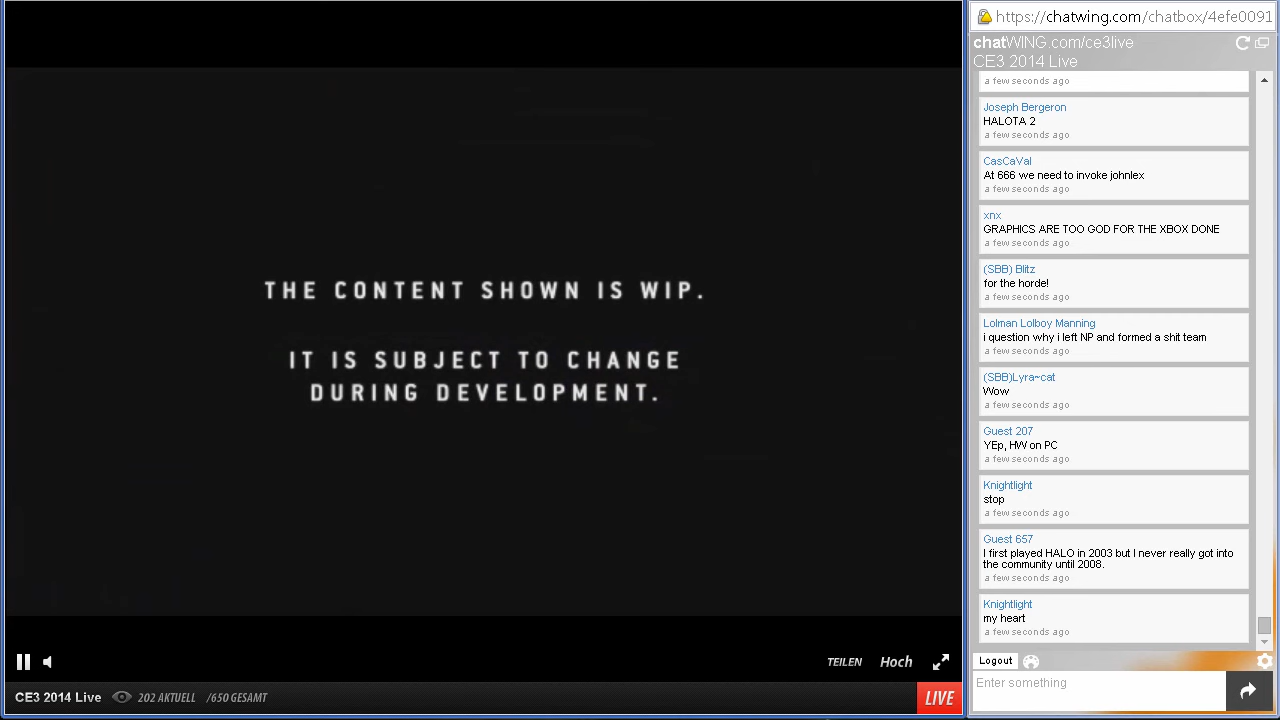 THE CONTENT SHOWN IS WIP.
IT IS SUBJECT TO CHANGE
DURING DEVELOPMENT.
TEILEN
Hoch
CE3 2014 Live
202 AKTUELL
/650 GESAMT
LIVE
https://chatwing.com/chatbox/4efe0091
chatWING.com/ce3live
CE3 2014 Live
a few seconds ago
Joseph Bergeron
HALOTA 2
a few seconds ago
CasCaVal
At 666 we need to invoke johnlex
a few seconds ago
xnx
GRAPHICS ARE TOO GOD FOR THE XBOX DONE
a few seconds ago
(SBB) Blitz
for the horde!
a few seconds ago
Lolman Lolboy Manning
i question why i left NP and formed a shit team
a few seconds ago
(SBB)Lyra~cat
Wow
a few seconds ago
Guest 207
YEp, HW on PC
a few seconds ago
Knightlight
stop
a few seconds ago
Guest 657
I first played HALO in 2003 but I never really got into
the community until 2008.
a few seconds ago
Knightlight
my heart
a few seconds ago
Logout
Enter something